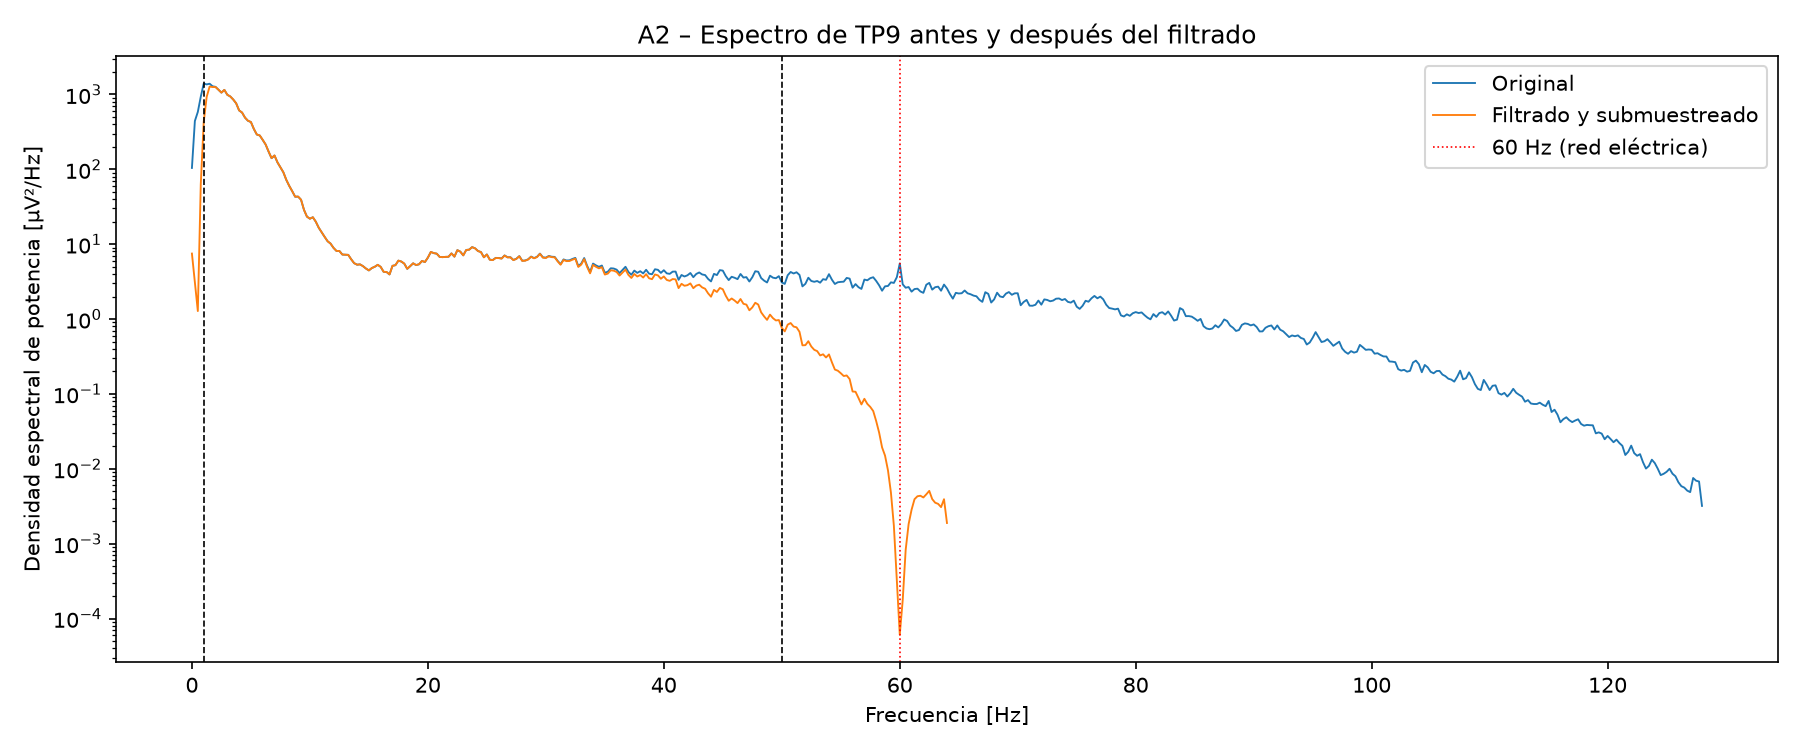 A2 – Espectro de TP9 antes y después del filtrado
Original
Filtrado y submuestreado
60 Hz (red eléctrica)
Densidad espectral de potencia [µV²/Hz]
10³
10²
10¹
10⁰
10⁻¹
10⁻²
10⁻³
10⁻⁴
0 20 40 60 80 100 120
Frecuencia [Hz]